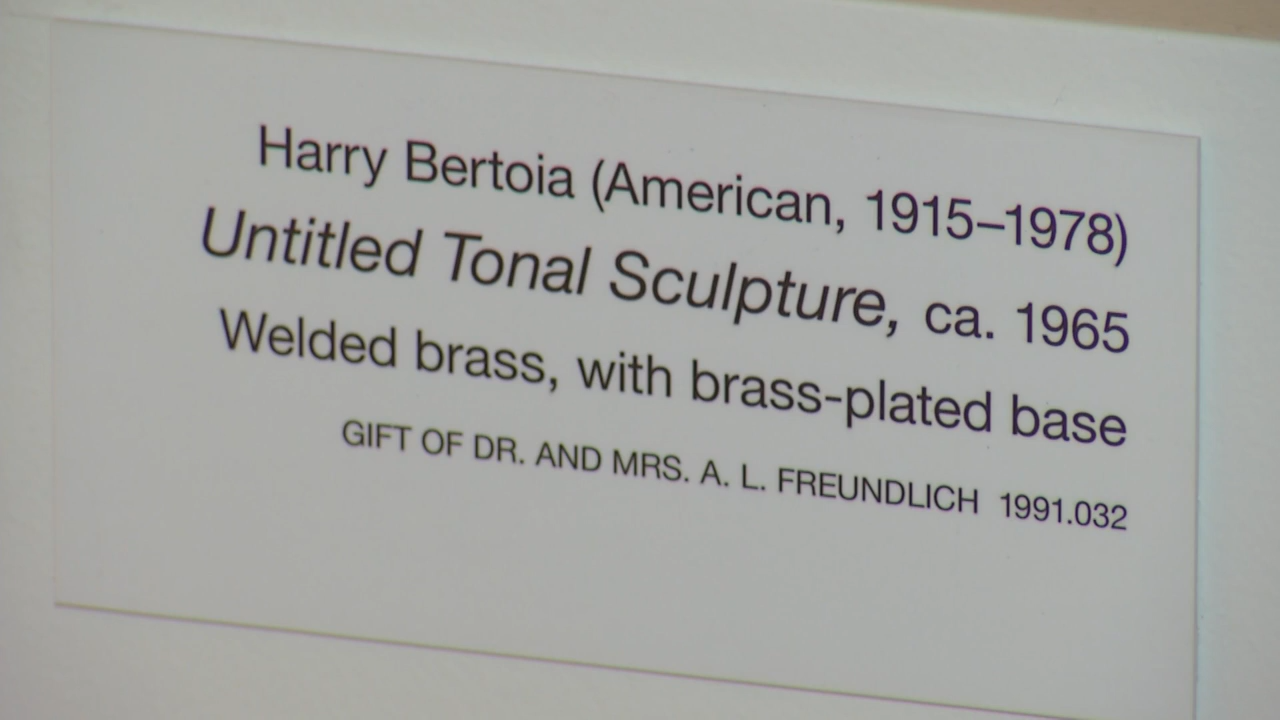 Harry Bertoia (American, 1915–1978)
Untitled Tonal Sculpture, ca. 1965
Welded brass, with brass-plated base
GIFT OF DR. AND MRS. A. L. FREUNDLICH 1991.032